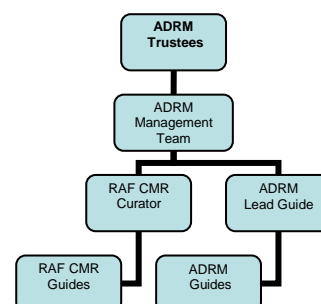 ADRM
Trustees
ADRM
Management
Team
RAF CMR
Curator
ADRM
Lead Guide
RAF CMR
Guides
ADRM
Guides